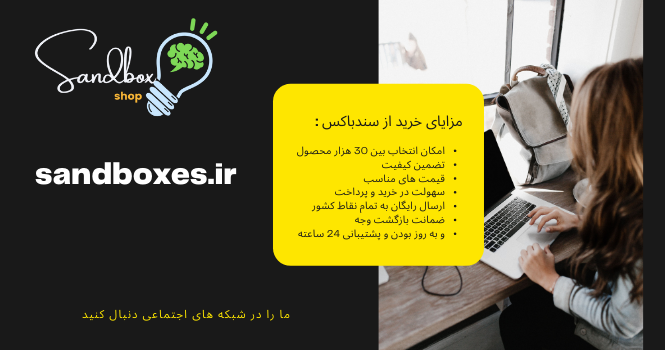 Sandbox
shop
sandboxes.ir
مزایای خرید از سندباکس :
• امکان انتخاب بین 30 هزار محصول
• تضمین کیفیت
• قیمت های مناسب
• سهولت در خرید و پرداخت
• ارسال رایگان به تمام نقاط کشور
• ضمانت بازگشت وجه
• و به روز بودن و پشتیبانی 24 ساعته
ما را در شبکه های اجتماعی دنبال کنید